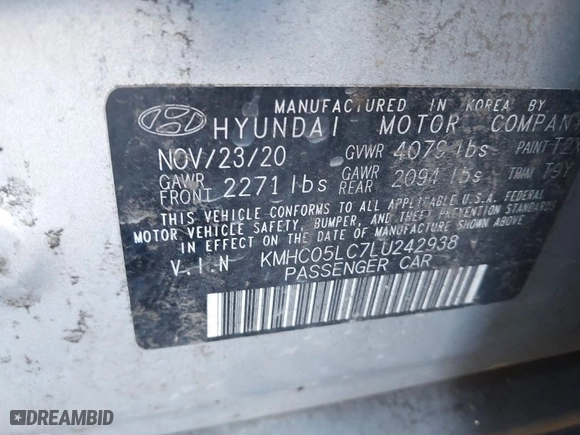 MANUFACTURED IN KOREA BY
HYUNDAI MOTOR COMPAN
NOV/23/20 GVWR 4079 lbs PAINT T2X
GAWR FRONT 2271 lbs GAWR REAR 2094 lbs TRIM T9Y
THIS VEHICLE CONFORMS TO ALL APPLICABLE U.S.A. FEDERAL
MOTOR VEHICLE SAFETY, BUMPER, AND THEFT PREVENTION STANDARDS
IN EFFECT ON THE DATE OF MANUFACTURE SHOWN ABOVE.
V.I.N KMHC05LC7LU242938
PASSENGER CAR
DREAMBID